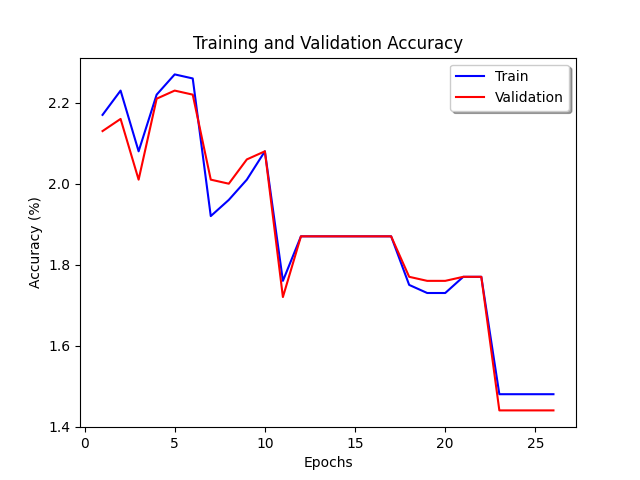 Training and Validation Accuracy
Train
Validation
2.2
2.0
1.8
1.6
1.4
Accuracy (%)
0 5 10 15 20 25
Epochs